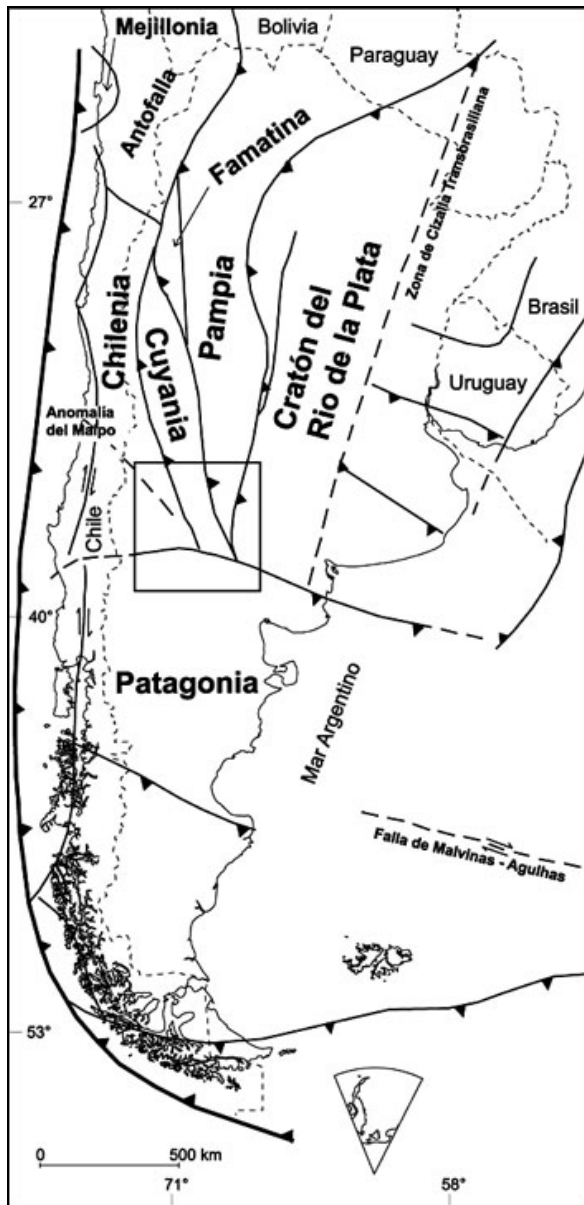 Mejillonia
Bolivia
Paraguay
Antofalla
Famatina
27°
Zona de Cizalla Transbrasiliana
Chilenia
Cuyania
Pampia
Cratón del
Rio de la Plata
Brasil
Uruguay
Anomalía
del Maipo
Chile
40°
Patagonia
Mar Argentino
Falla de Malvinas - Agulhas
53°
0 500 km
71° 58°